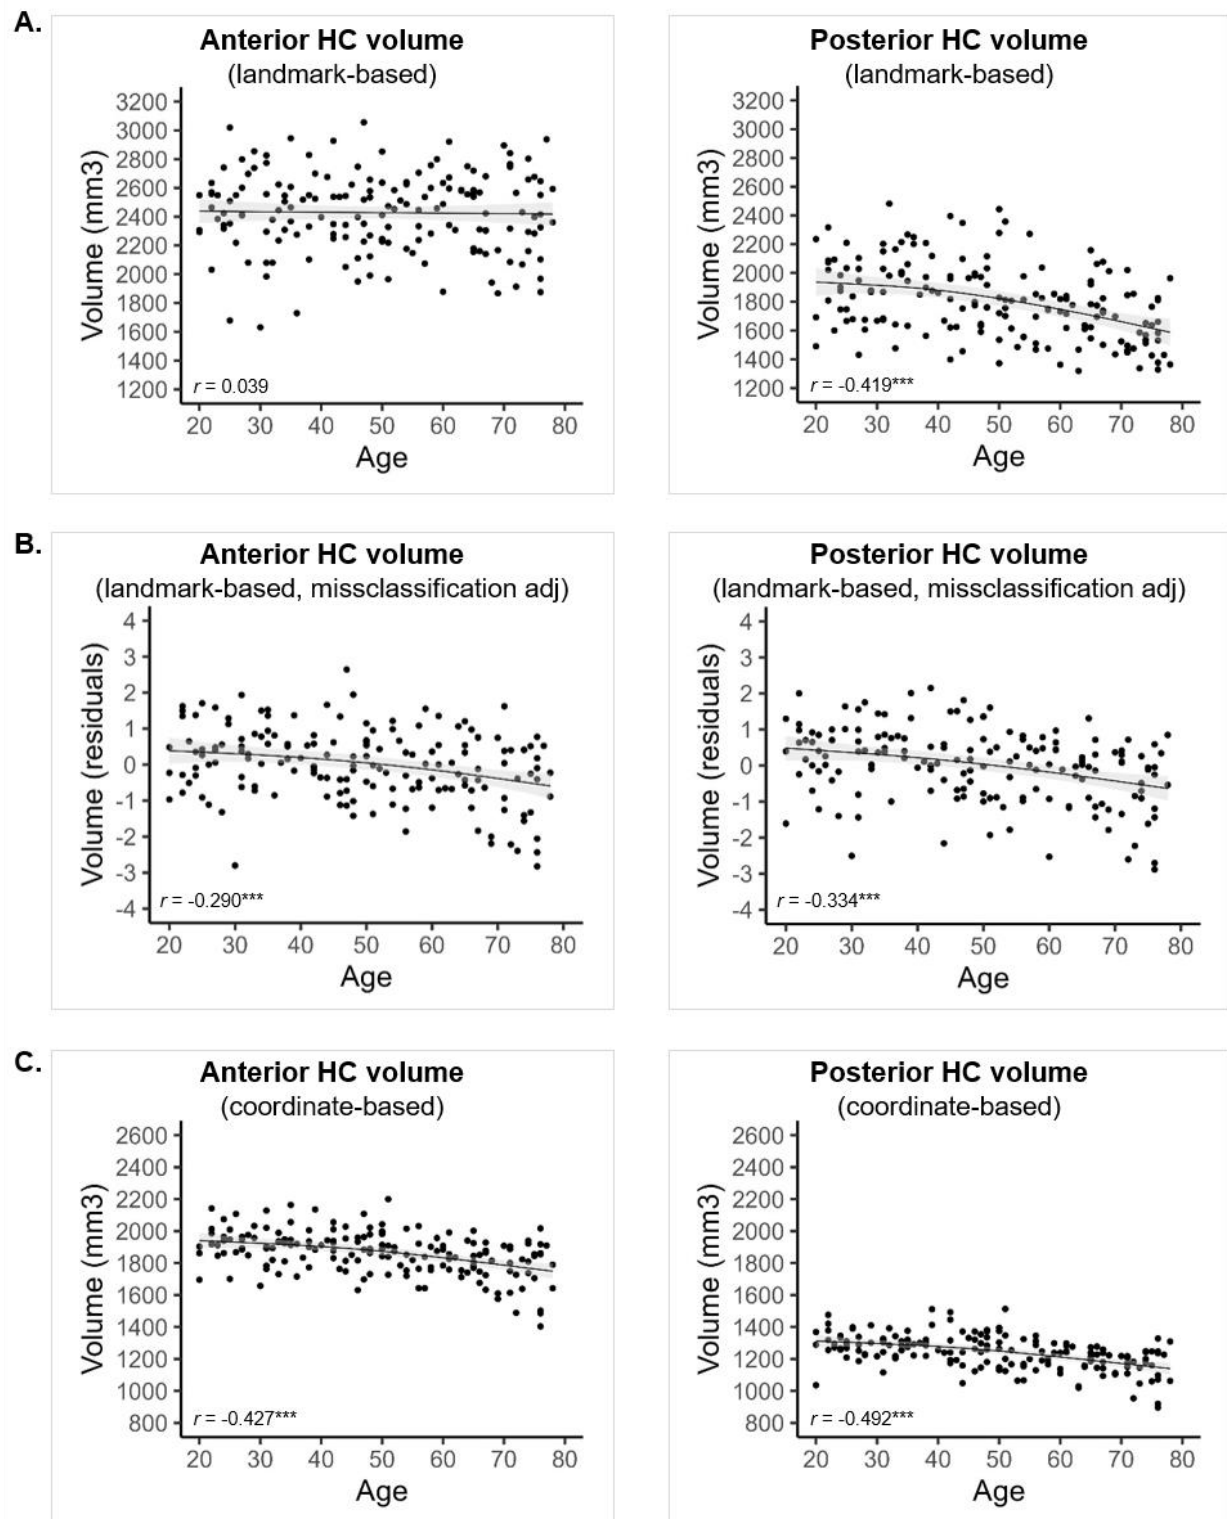 A.
Anterior HC volume
(landmark-based)
Volume (mm3)
3200
3000
2800
2600
2400
2200
2000
1800
1600
1400
1200
r = 0.039
20 30 40 50 60 70 80
Age
Posterior HC volume
(landmark-based)
Volume (mm3)
3200
3000
2800
2600
2400
2200
2000
1800
1600
1400
1200
r = -0.419***
20 30 40 50 60 70 80
Age
B.
Anterior HC volume
(landmark-based, missclassification adj)
Volume (residuals)
4
3
2
1
0
-1
-2
-3
-4
r = -0.290***
20 30 40 50 60 70 80
Age
Posterior HC volume
(landmark-based, missclassification adj)
Volume (residuals)
4
3
2
1
0
-1
-2
-3
-4
r = -0.334***
20 30 40 50 60 70 80
Age
C.
Anterior HC volume
(coordinate-based)
Volume (mm3)
2600
2400
2200
2000
1800
1600
1400
1200
1000
800
r = -0.427***
20 30 40 50 60 70 80
Age
Posterior HC volume
(coordinate-based)
Volume (mm3)
2600
2400
2200
2000
1800
1600
1400
1200
1000
800
r = -0.492***
20 30 40 50 60 70 80
Age